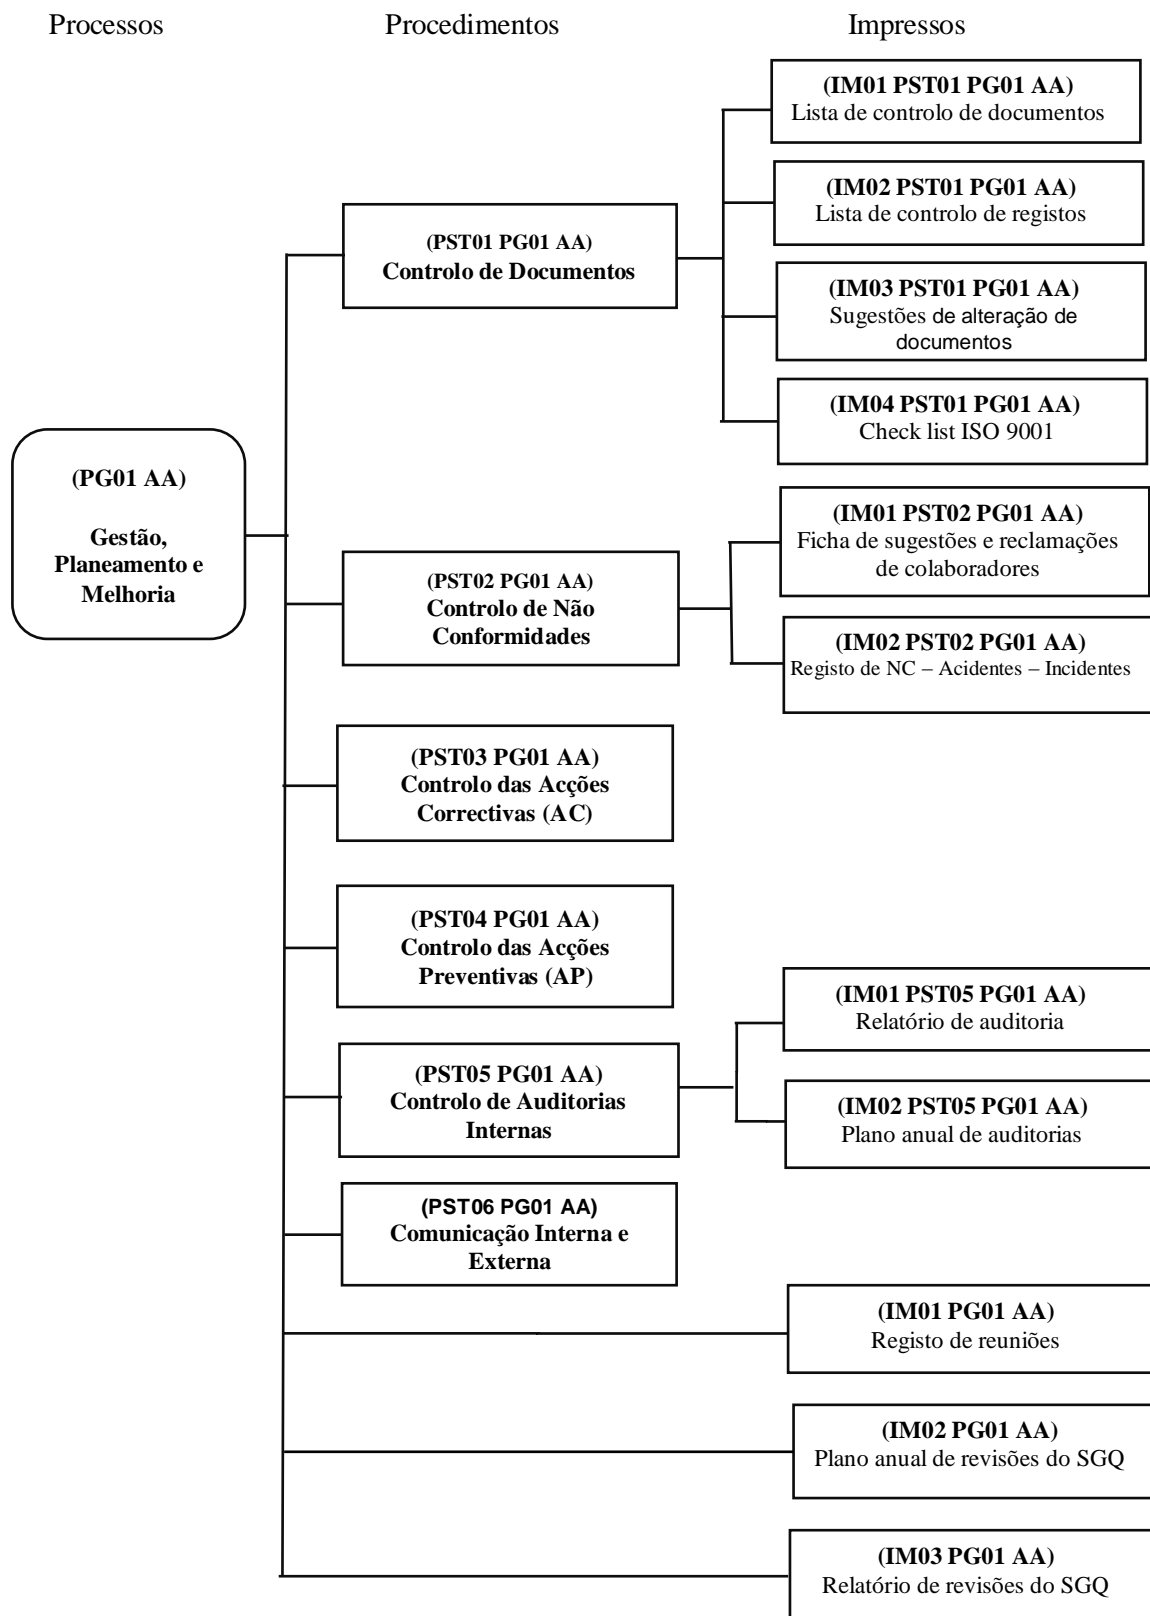 Processos
Procedimentos
Impressos
(IM01 PST01 PG01 AA)
Lista de controlo de documentos
(IM02 PST01 PG01 AA)
Lista de controlo de registos
(PST01 PG01 AA)
Controlo de Documentos
(IM03 PST01 PG01 AA)
Sugestões de alteração de
documentos
(IM04 PST01 PG01 AA)
Check list ISO 9001
(PG01 AA)
Gestão,
Planeamento e
Melhoria
(IM01 PST02 PG01 AA)
Ficha de sugestões e reclamações
de colaboradores
(PST02 PG01 AA)
Controlo de Não
Conformidades
(IM02 PST02 PG01 AA)
Registo de NC – Acidentes – Incidentes
(PST03 PG01 AA)
Controlo das Acções
Correctivas (AC)
(PST04 PG01 AA)
Controlo das Acções
Preventivas (AP)
(IM01 PST05 PG01 AA)
Relatório de auditoria
(PST05 PG01 AA)
Controlo de Auditorias
Internas
(IM02 PST05 PG01 AA)
Plano anual de auditorias
(PST06 PG01 AA)
Comunicação Interna e
Externa
(IM01 PG01 AA)
Registo de reuniões
(IM02 PG01 AA)
Plano anual de revisões do SGQ
(IM03 PG01 AA)
Relatório de revisões do SGQ